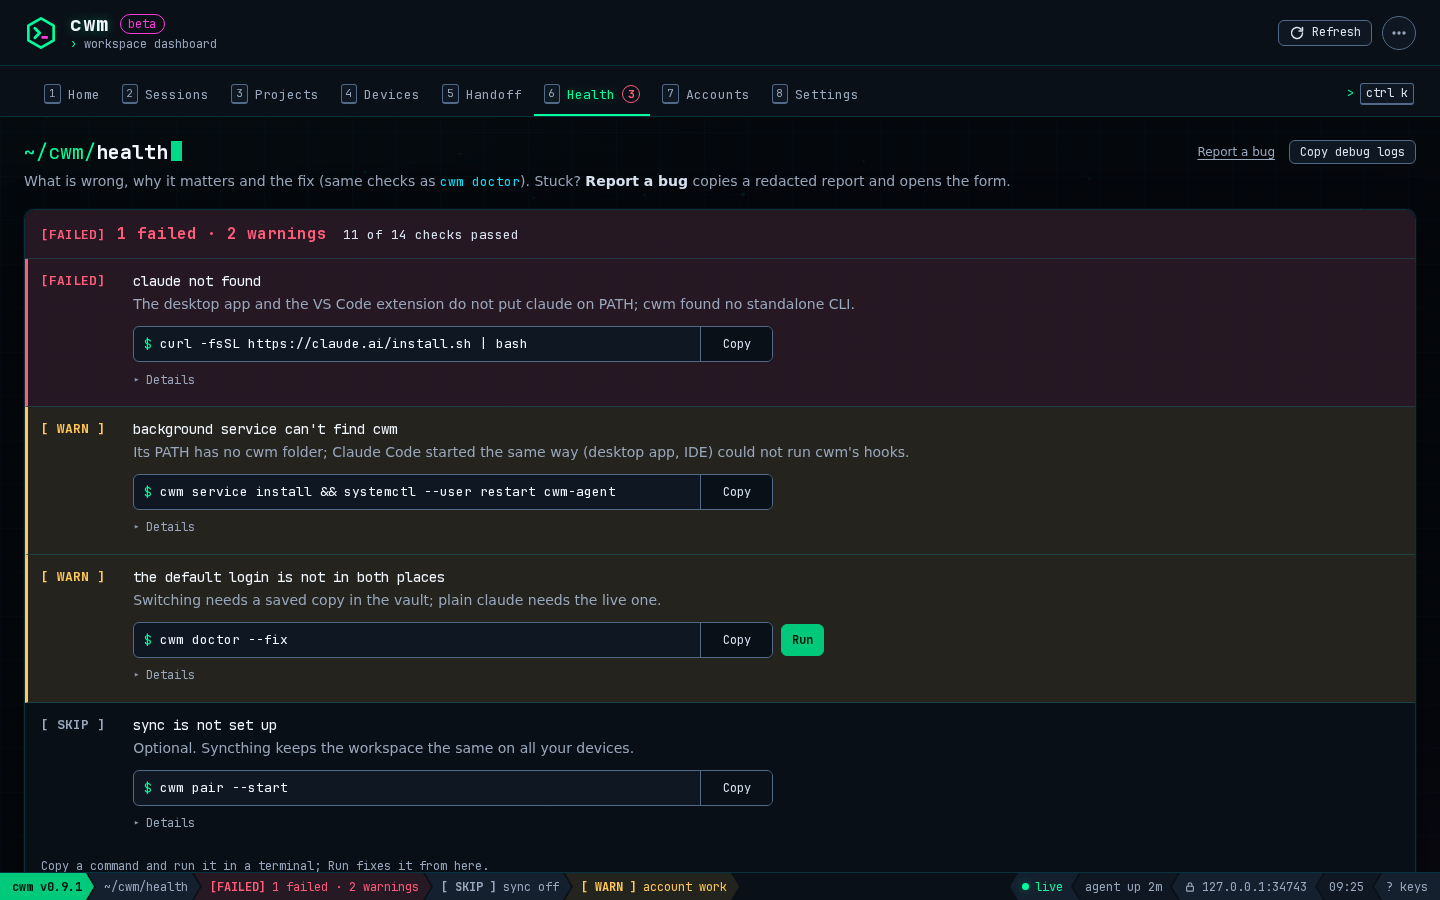 cwm beta
› workspace dashboard
Refresh
1 Home 2 Sessions 3 Projects 4 Devices 5 Handoff 6 Health 3 7 Accounts 8 Settings
> ctrl k
~/cwm/health
Report a bug Copy debug logs
What is wrong, why it matters and the fix (same checks as cwm doctor). Stuck? Report a bug copies a redacted report and opens the form.
[FAILED] 1 failed · 2 warnings 11 of 14 checks passed
[FAILED] claude not found
The desktop app and the VS Code extension do not put claude on PATH; cwm found no standalone CLI.
$ curl -fsSL https://claude.ai/install.sh | bash Copy
▸ Details
[ WARN ] background service can't find cwm
Its PATH has no cwm folder; Claude Code started the same way (desktop app, IDE) could not run cwm's hooks.
$ cwm service install && systemctl --user restart cwm-agent Copy
▸ Details
[ WARN ] the default login is not in both places
Switching needs a saved copy in the vault; plain claude needs the live one.
$ cwm doctor --fix Copy Run
▸ Details
[ SKIP ] sync is not set up
Optional. Syncthing keeps the workspace the same on all your devices.
$ cwm pair --start Copy
▸ Details
Copy a command and run it in a terminal; Run fixes it from here.
cwm v0.9.1 ~/cwm/health [FAILED] 1 failed · 2 warnings [ SKIP ] sync off [ WARN ] account work live agent up 2m 127.0.0.1:34743 09:25 ? keys